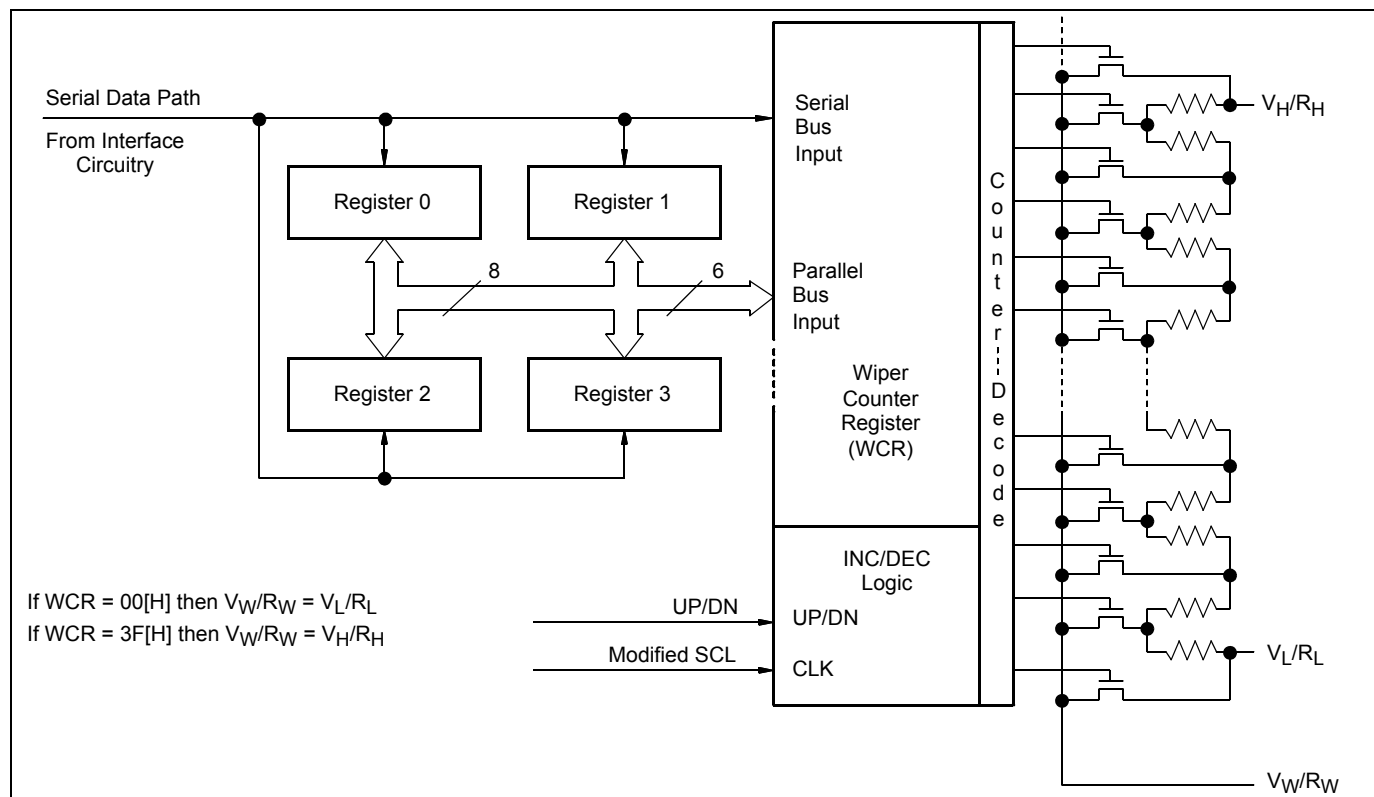 Serial Data Path
From Interface
Circuitry
Register 0
Register 1
8
6
Register 2
Register 3
Serial
Bus
Input
Parallel
Bus
Input
Wiper
Counter
Register
(WCR)
INC/DEC
Logic
UP/DN
UP/DN
Modified SCL
CLK
Counter
Decode
If WCR = 00[H] then VW/RW = VL/RL
If WCR = 3F[H] then VW/RW = VH/RH
VH/RH
VL/RL
VW/RW